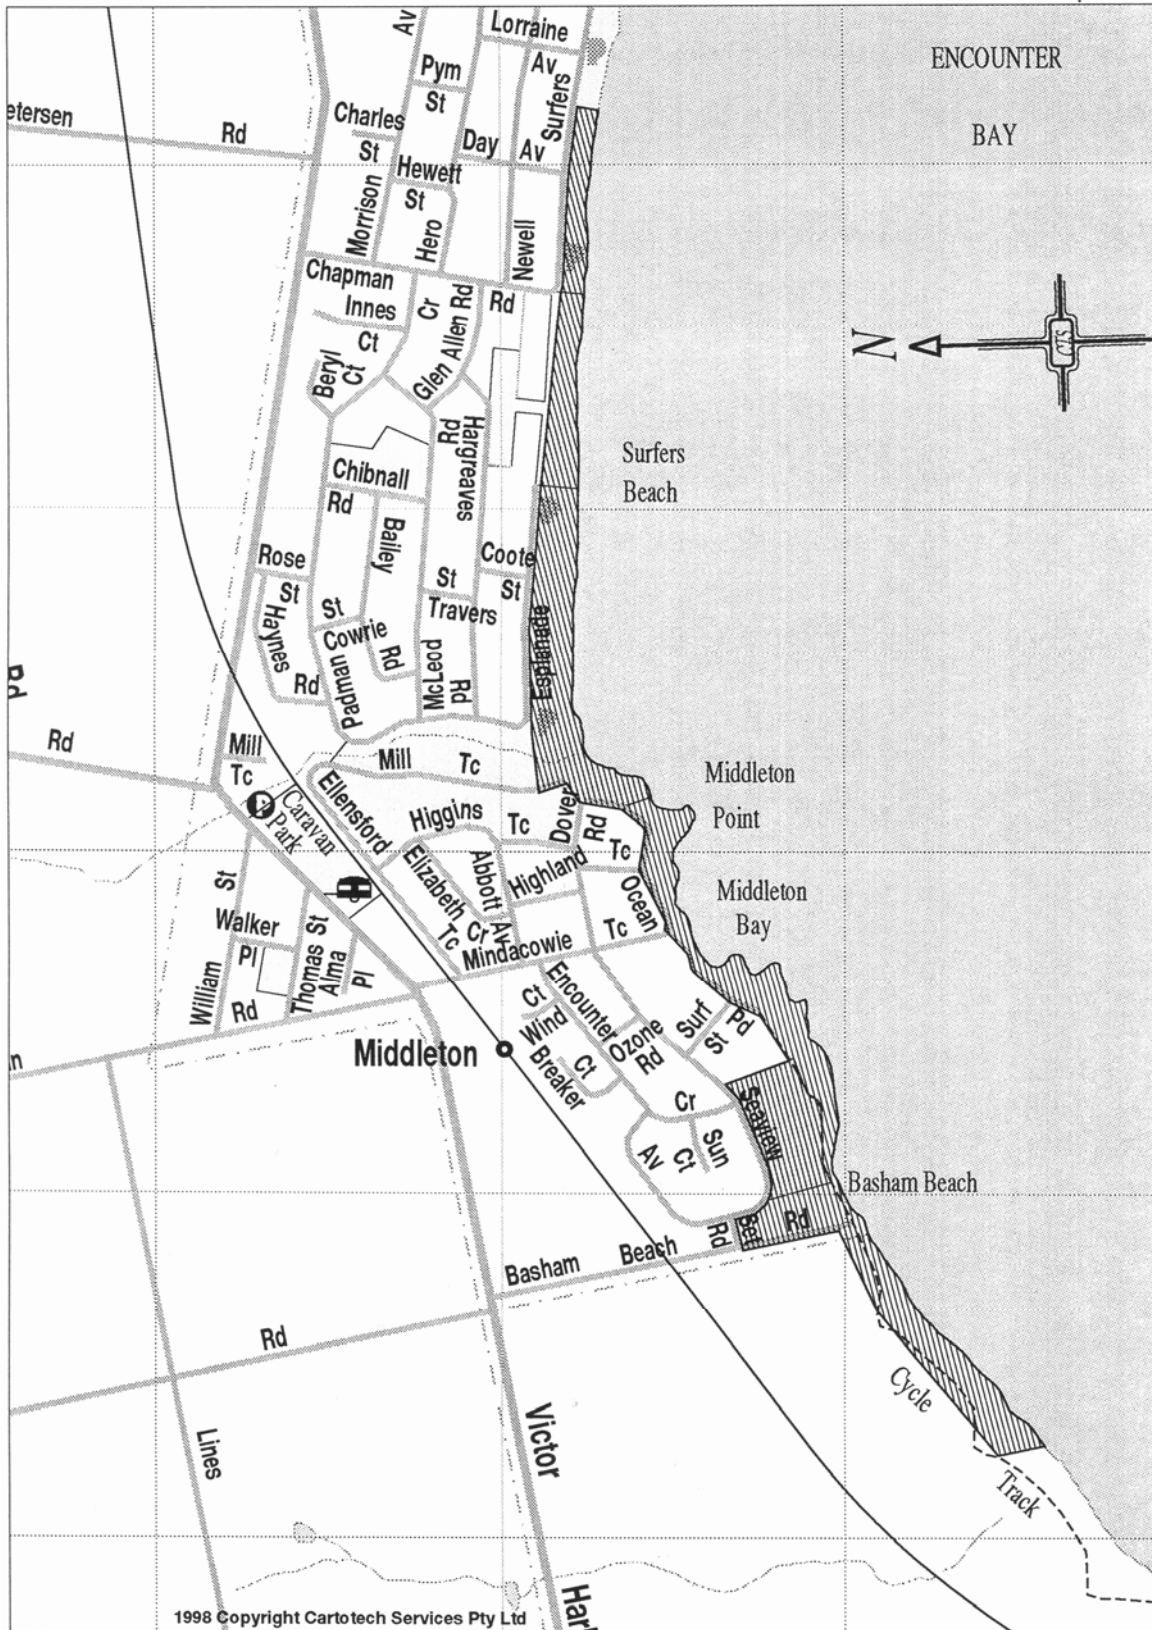 Av
Lorraine
Av
Surfers
Pym
St
etersen
Rd
Charles
St
Day
Av
Hewett
St
Morrison
Hero
Newell
ENCOUNTER
BAY
Chapman
Rd
Innes
Ct
Cr
Glen Allen Rd
Beryl
Ct
N
Surfers
Beach
Hargreaves
Rd
Chibnall
Rd
Bailey
Rose
St
Coote
St
St
Travers
Haynes
Rd
St
Cowrie
Rd
Padman
McLeod
Rd
Esplanade
Rd
Rd
Mill
Tc
Mill
Tc
Caravan
Park
Ellensford
Tc
Higgins
Tc
Dover
Rd
Tc
Middleton
Point
Elizabeth
Cr
Abbott
Av
Highland
Ocean
Tc
Middleton
Bay
St
Walker
Pl
William
Rd
Thomas St
Alma
Pl
Mindacowie
Encounter
Ct
Wind
Breaker
Ct
Ozone
Rd
Surf
St
Pd
Middleton
in
Cr
Seaview
Sun
Ct
Av
Basham Beach
Rd
Rd
Basham
Beach
Rd
Cycle
Track
Lines
Victor
Har
1998 Copyright Cartotech Services Pty Ltd